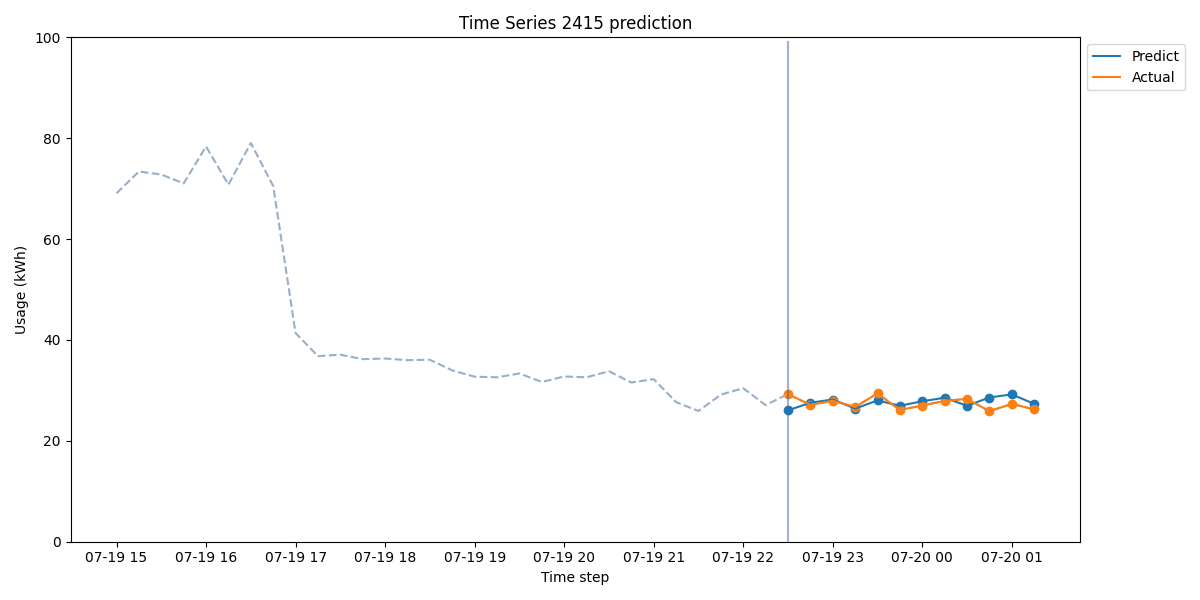 Time Series 2415 prediction
100
80
60
40
20
0
Usage (kWh)
07-19 15 07-19 16 07-19 17 07-19 18 07-19 19 07-19 20 07-19 21 07-19 22 07-19 23 07-20 00 07-20 01
Time step
Predict
Actual